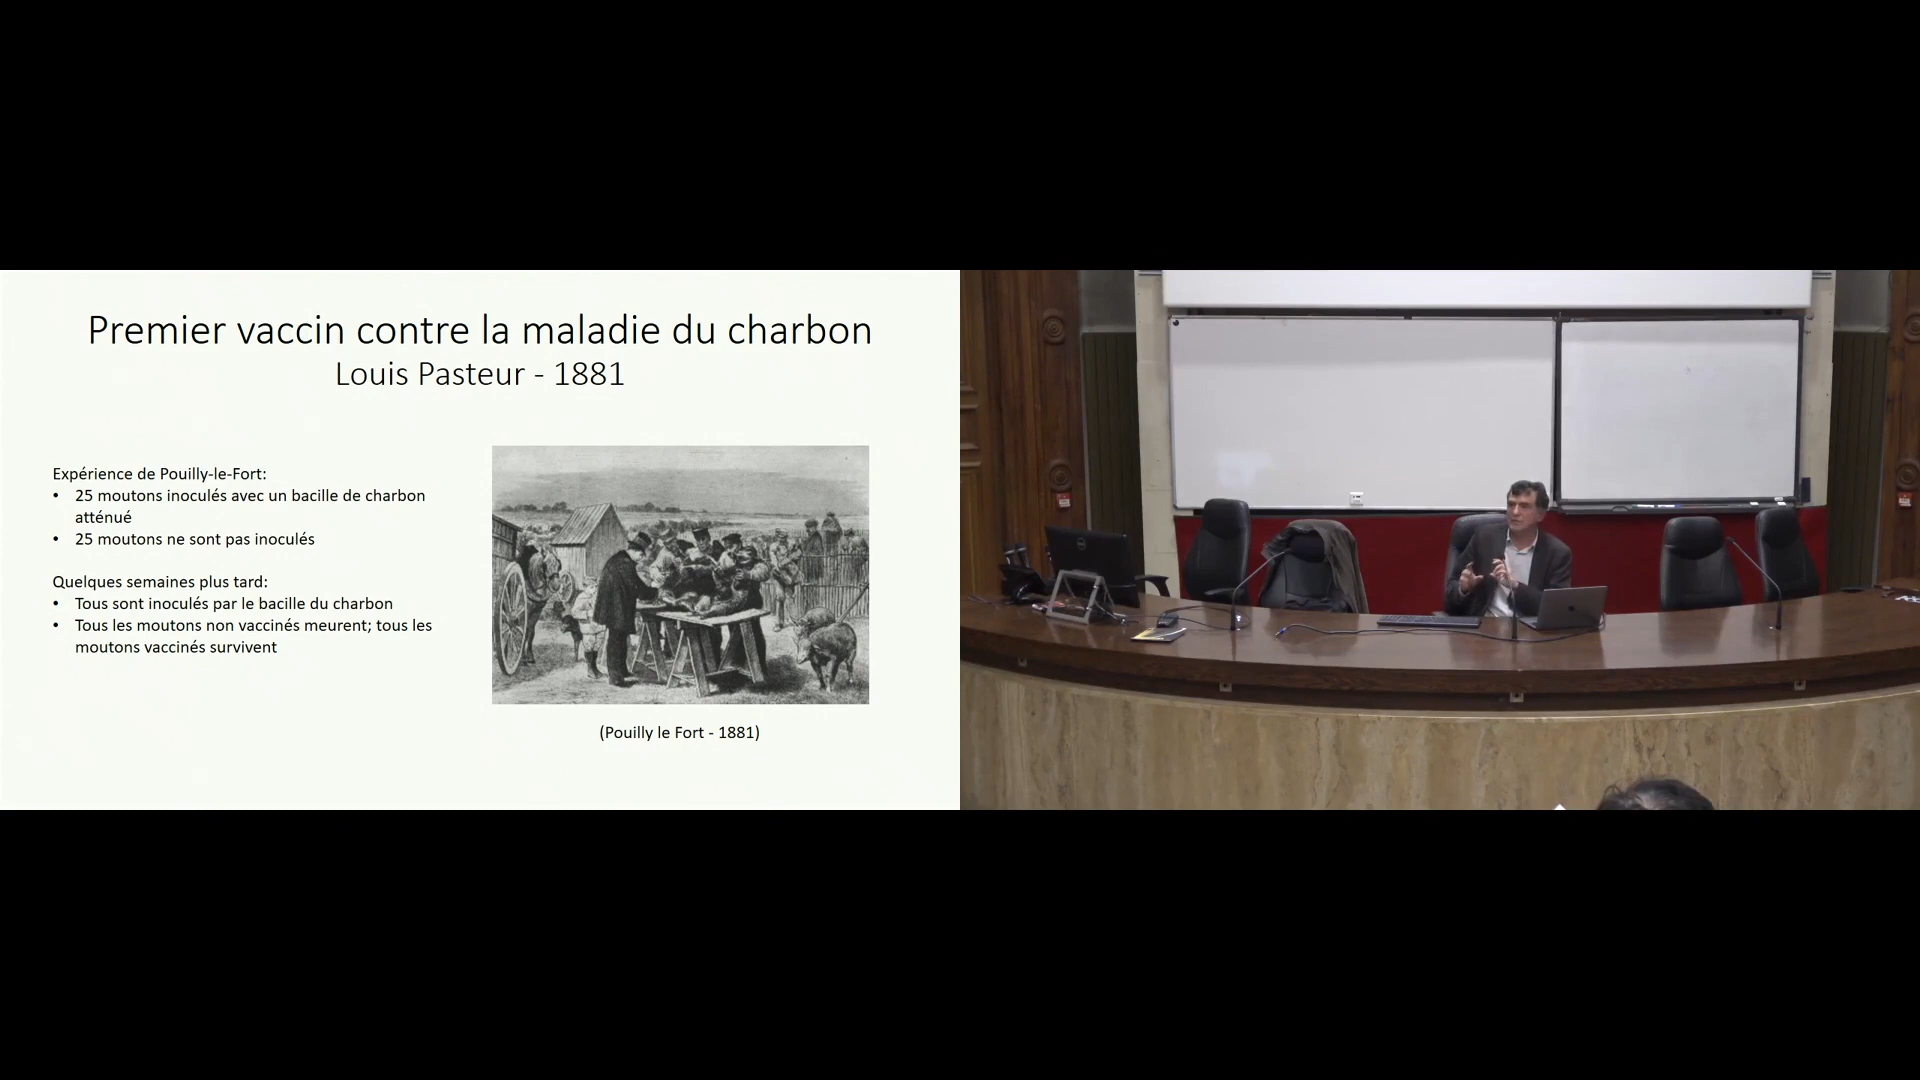 Premier vaccin contre la maladie du charbon
Louis Pasteur - 1881
Expérience de Pouilly-le-Fort:
• 25 moutons inoculés avec un bacille de charbon
atténué
• 25 moutons ne sont pas inoculés
Quelques semaines plus tard:
• Tous sont inoculés par le bacille du charbon
• Tous les moutons non vaccinés meurent; tous les
moutons vaccinés survivent
(Pouilly le Fort - 1881)